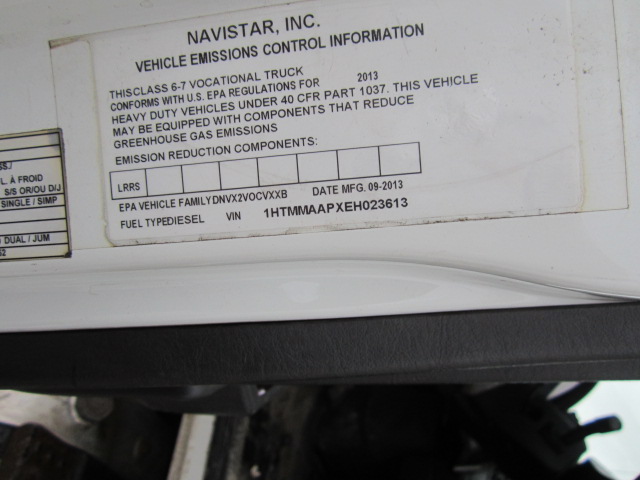 NAVISTAR, INC.
VEHICLE EMISSIONS CONTROL INFORMATION
THISCLASS 6-7 VOCATIONAL TRUCK
CONFORMS WITH U.S. EPA REGULATIONS FOR 2013
HEAVY DUTY VEHICLES UNDER 40 CFR PART 1037. THIS VEHICLE
MAY BE EQUIPPED WITH COMPONENTS THAT REDUCE
GREENHOUSE GAS EMISSIONS
EMISSION REDUCTION COMPONENTS:
LRRS
EPA VEHICLE FAMILYDNVX2VOCVXXB DATE MFG. 09-2013
FUEL TYPEDIESEL VIN 1HTMMAAPXEH023613
L. À FROID
S/S OR/OU D/J
SINGLE / SIMP
DUAL / JUM